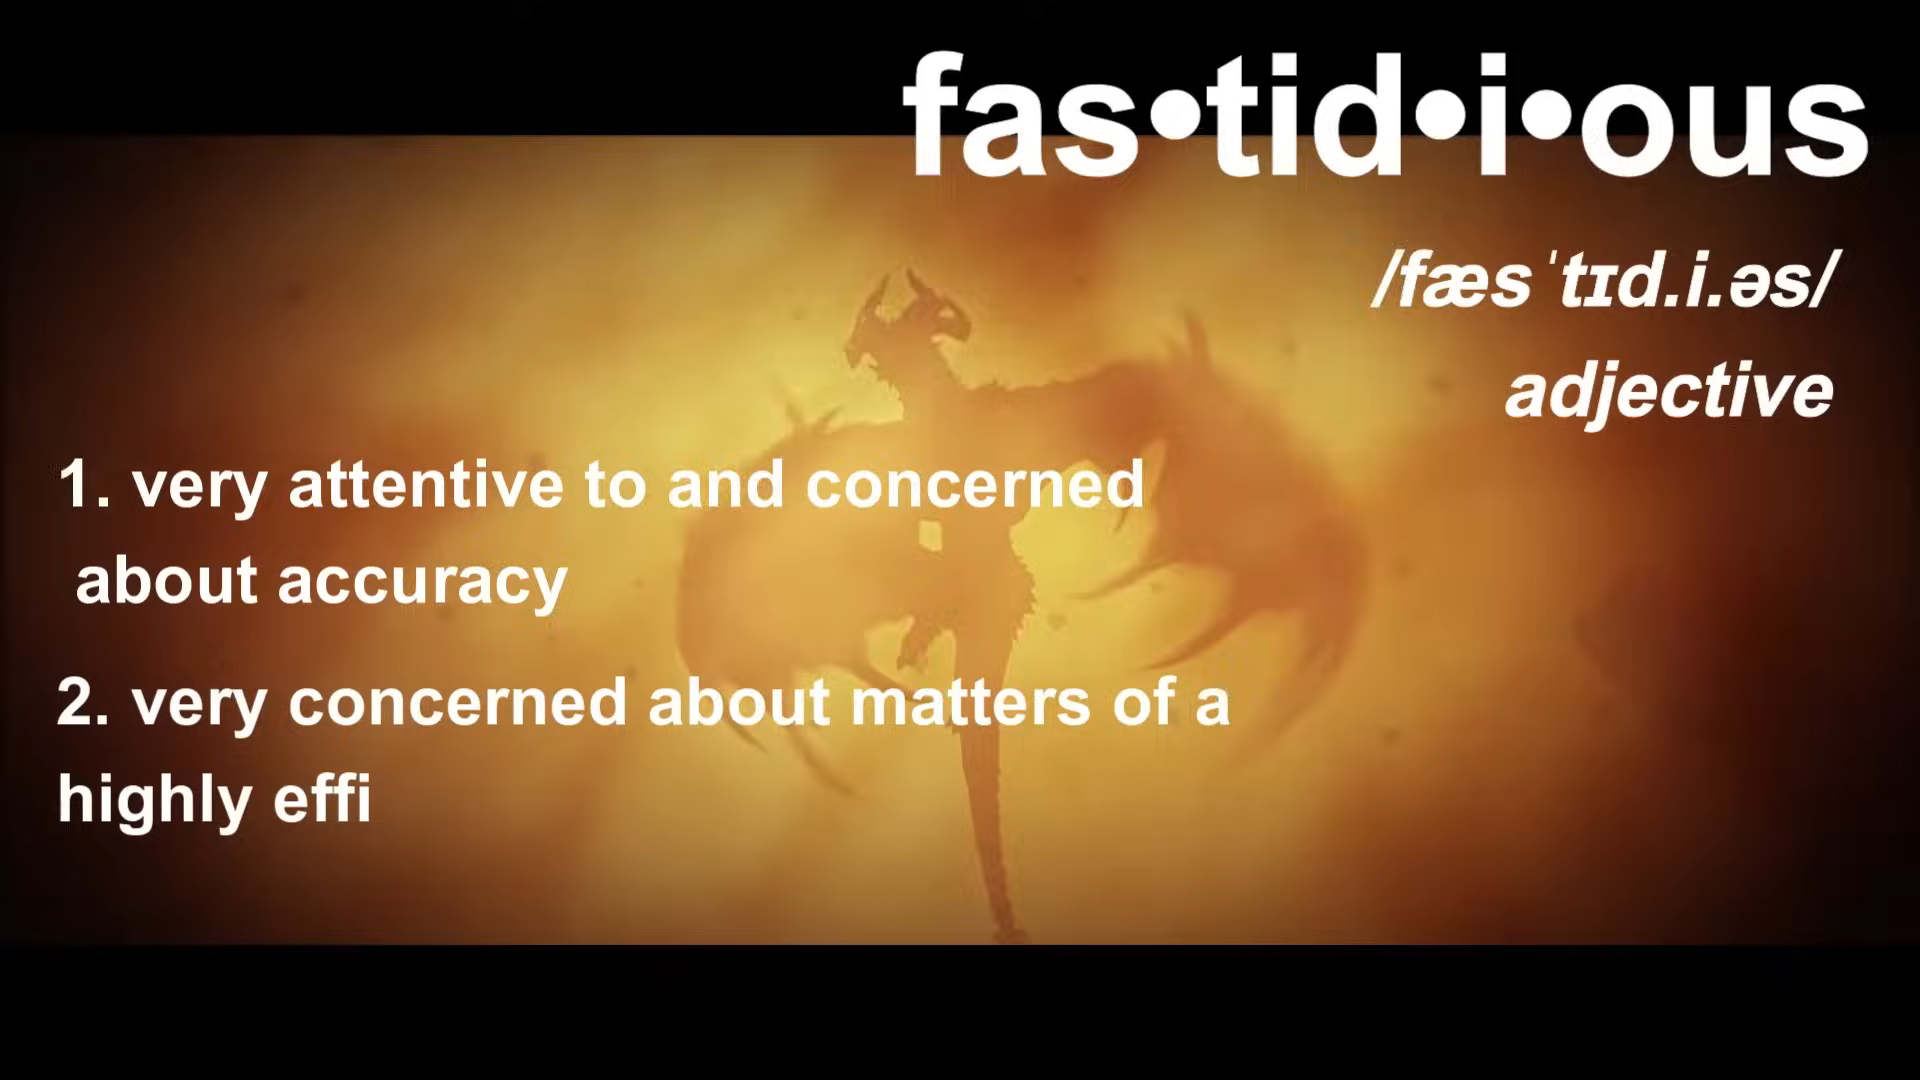 fas•tid•i•ous
/fæsˈtɪd.i.əs/
adjective
1. very attentive to and concerned
about accuracy
2. very concerned about matters of a
highly effi